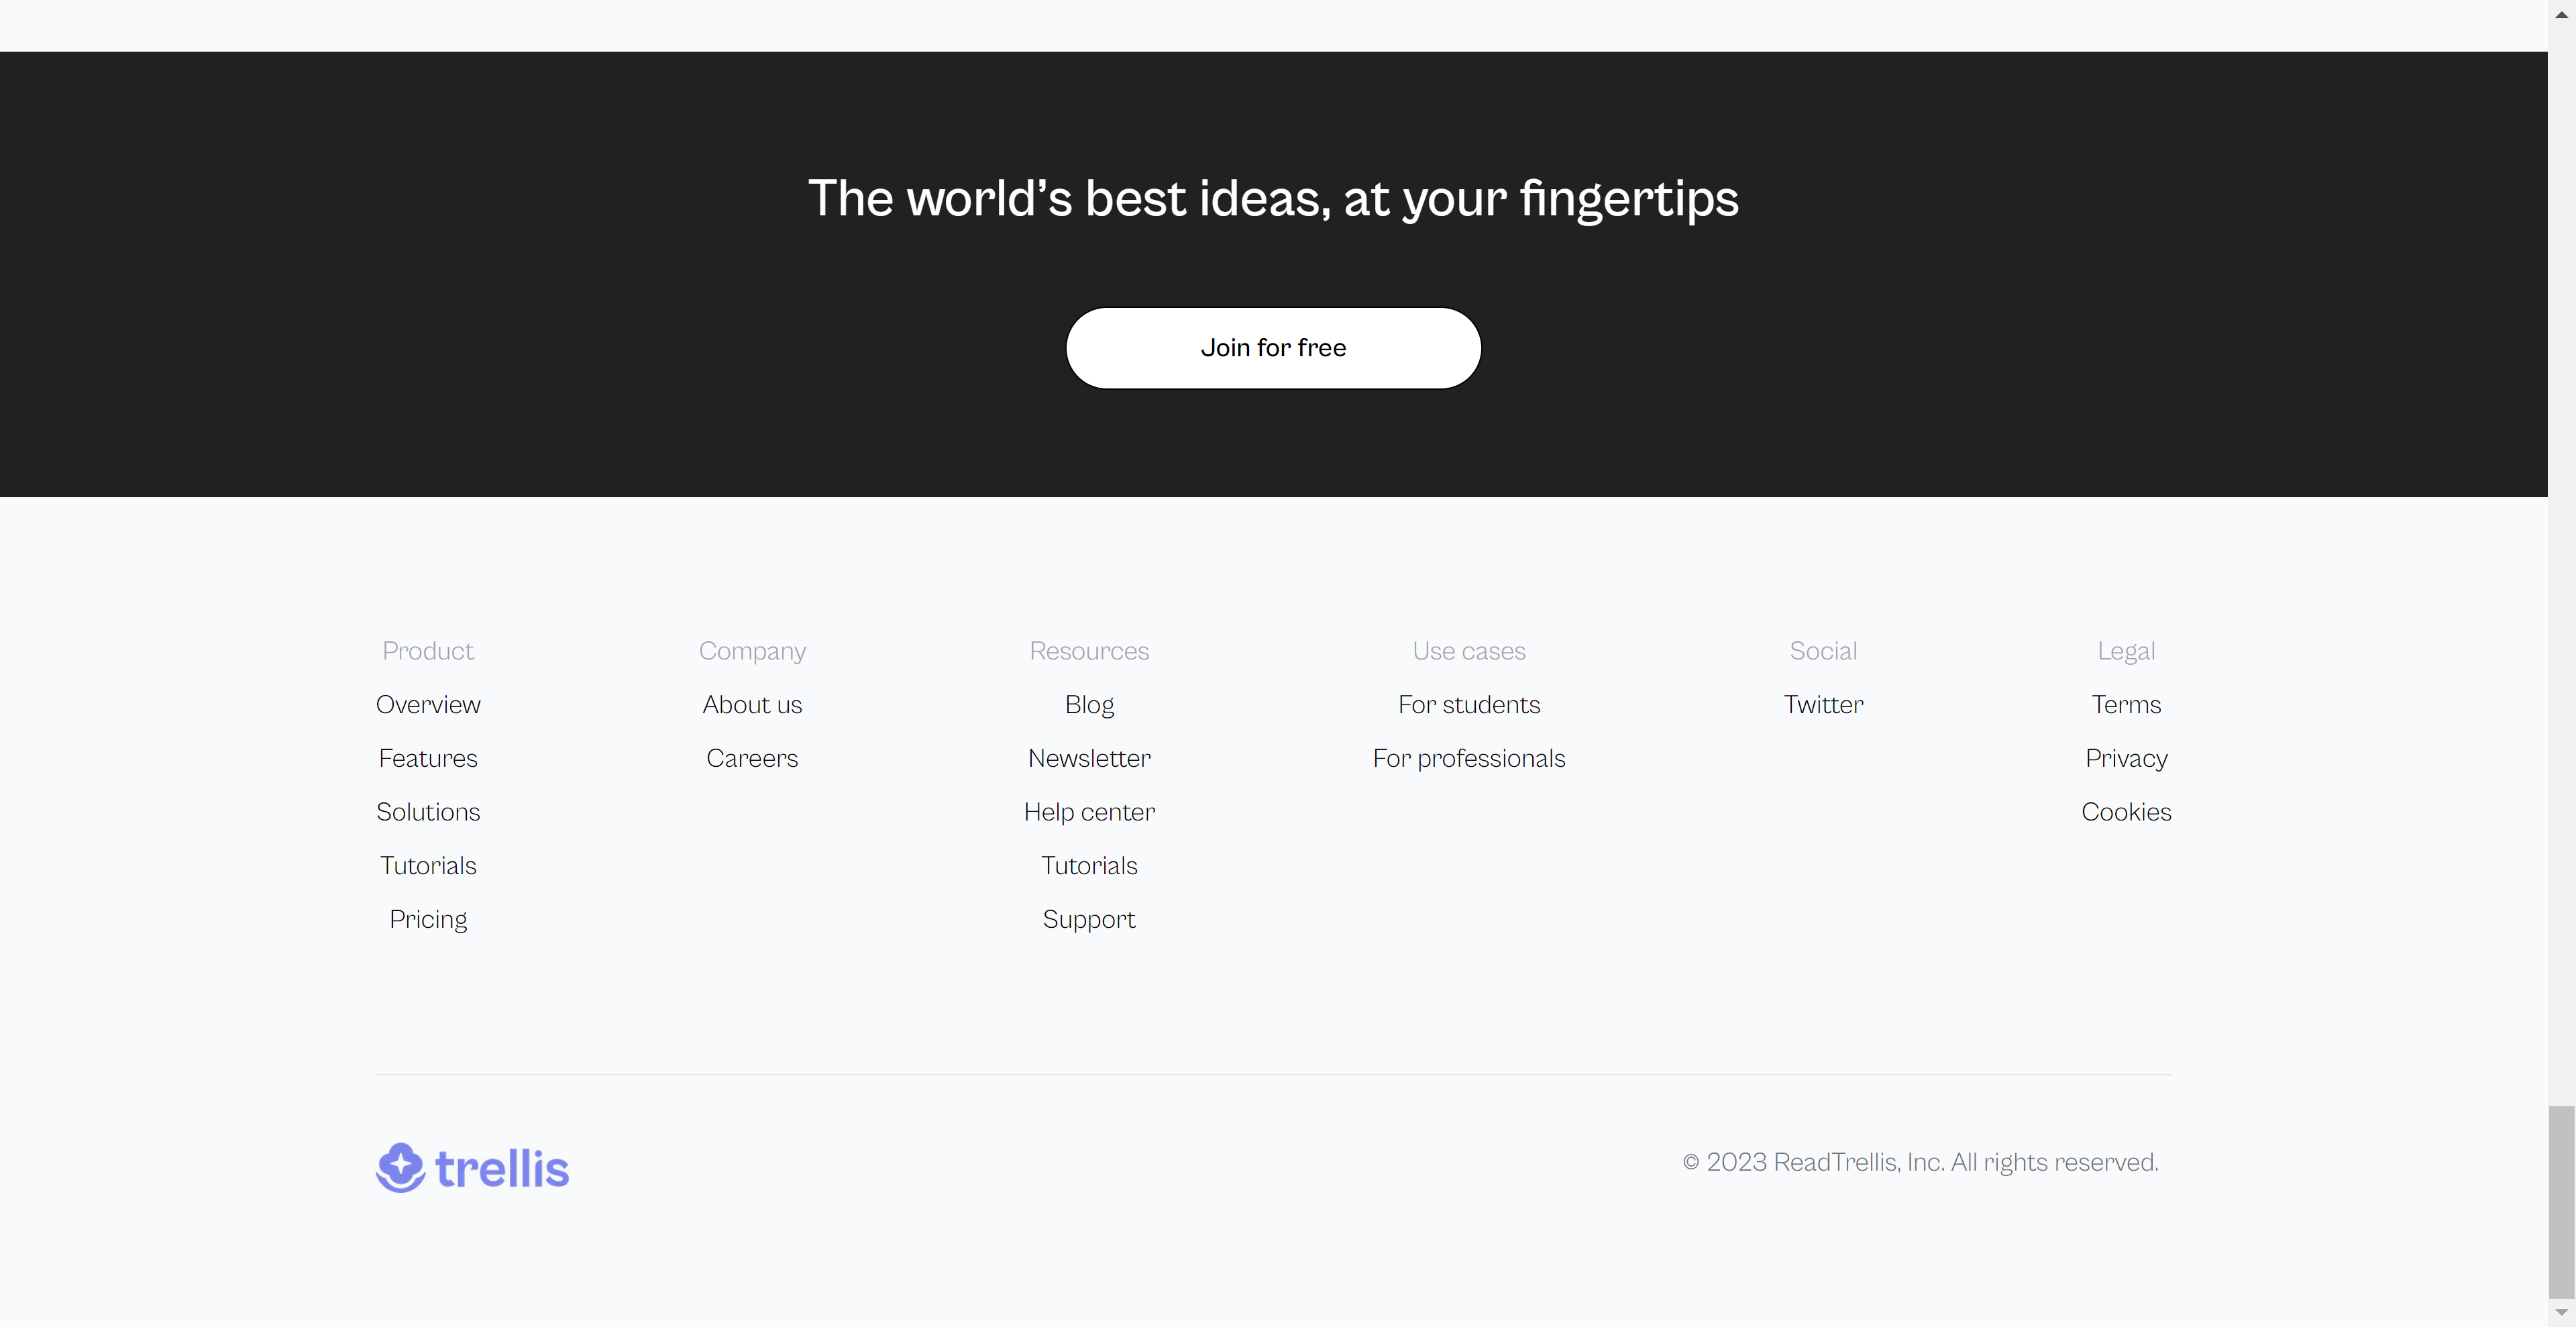 The world’s best ideas, at your fingertips
Join for free
Product
Overview
Features
Solutions
Tutorials
Pricing
Company
About us
Careers
Resources
Blog
Newsletter
Help center
Tutorials
Support
Use cases
For students
For professionals
Social
Twitter
Legal
Terms
Privacy
Cookies
trellis
© 2023 ReadTrellis, Inc. All rights reserved.